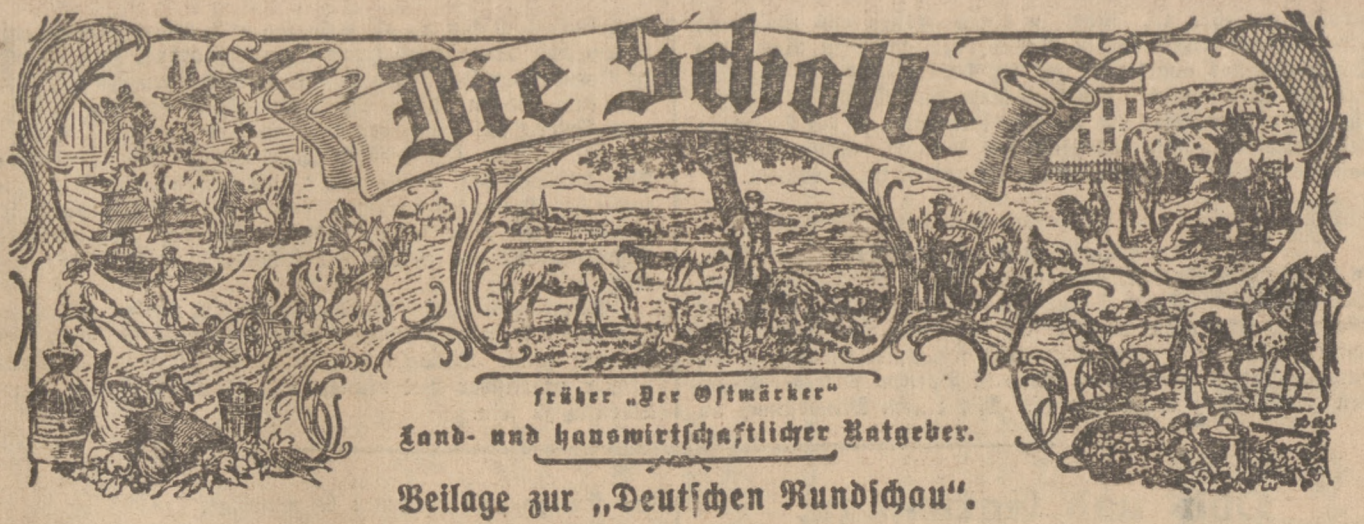 Die Scholle
früher „Der Ostmärker“
Land- und hauswirtschaftlicher Ratgeber.
Beilage zur „Deutschen Rundschau“.